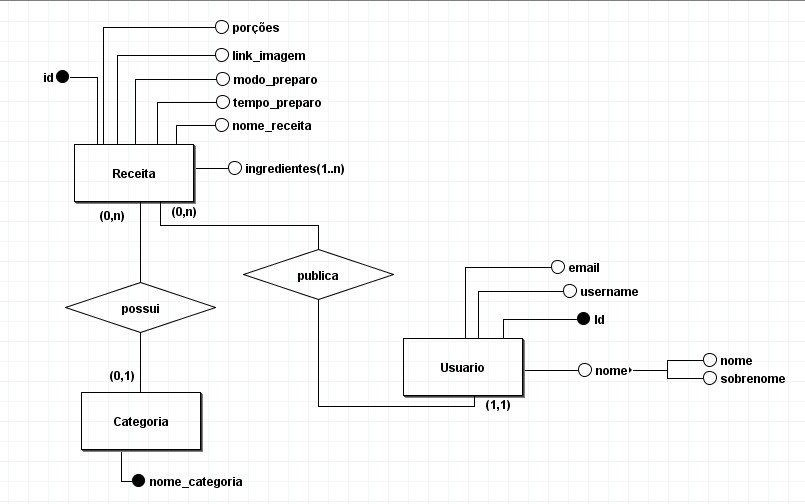 porções
link_imagem
id
modo_preparo
tempo_preparo
nome_receita
Receita
ingredientes(1..n)
(0,n)
(0,n)
publica
email
username
Id
possui
Usuario
nome
nome
sobrenome
(0,1)
(1,1)
Categoria
nome_categoria